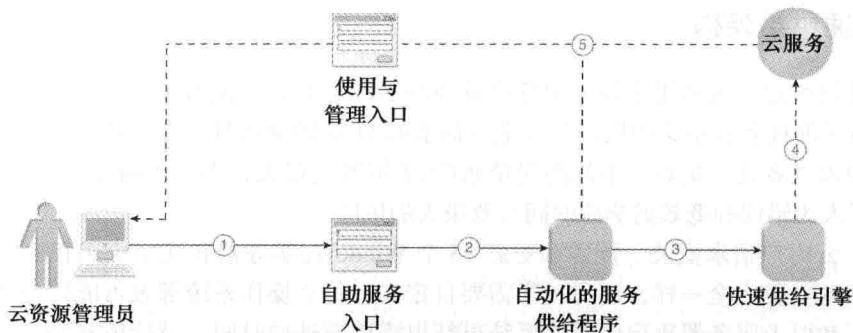 ⑤
云服务
使用与
管理入口
④
①
②
③
云资源管理员
自助服务
入口
自动化的服务
供给程序
快速供给引擎